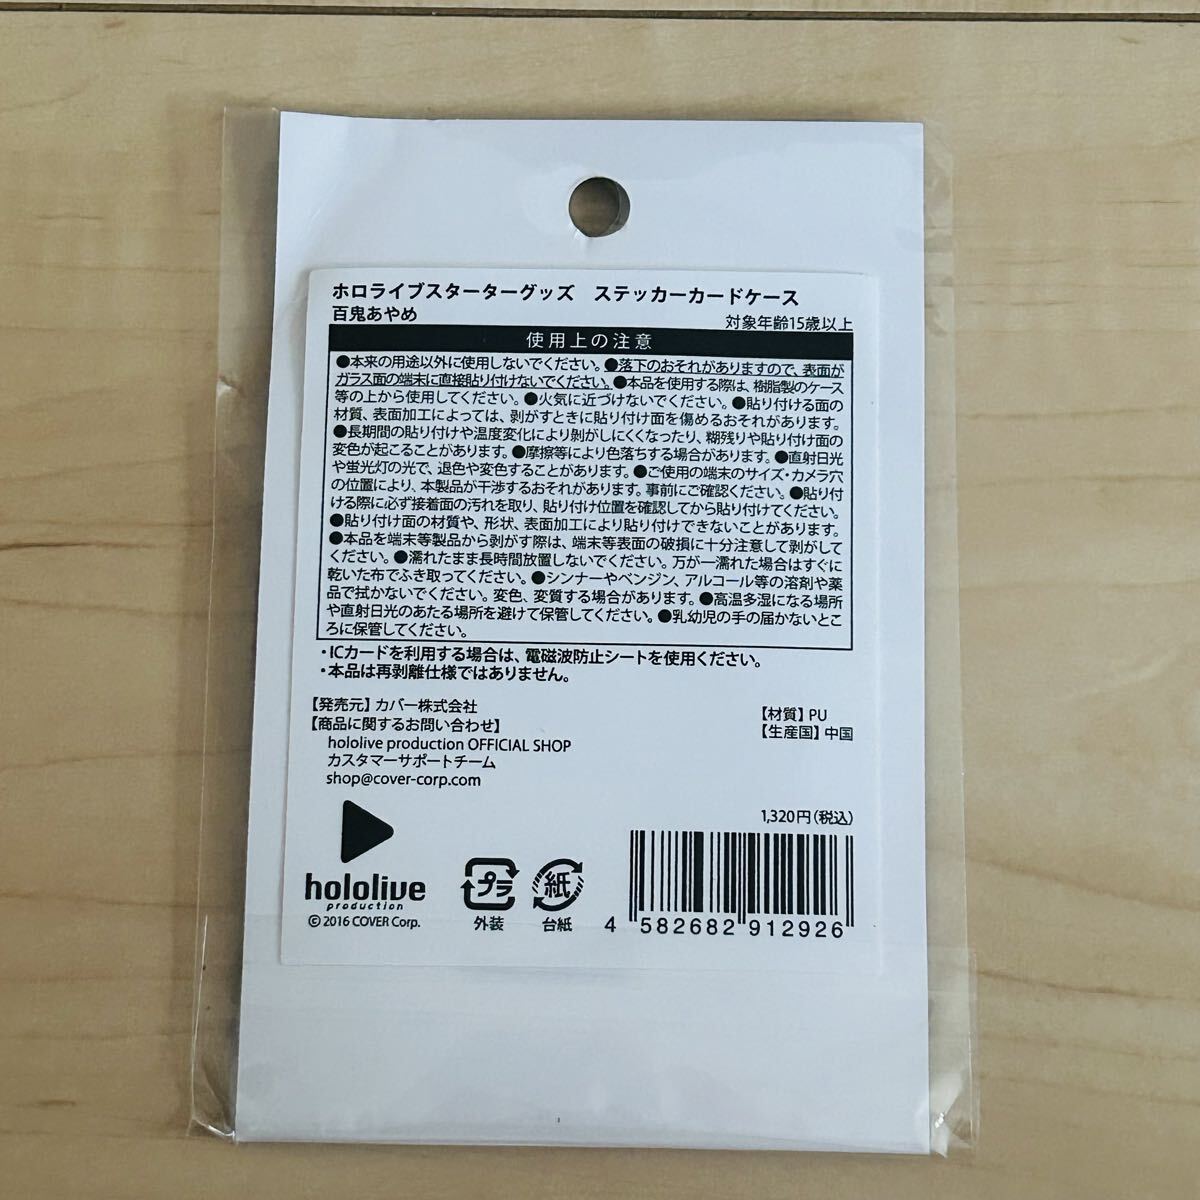 ホロライブスターターグッズ　ステッカーカードケース
百鬼あやめ
対象年齢15歳以上
使用上の注意
●本来の用途以外に使用しないでください。●落下のおそれがありますので、表面が
ガラス面の端末に直接貼り付けないでください。●本品を使用する際は、樹脂製のケース
等の上から使用してください。●火気に近づけないでください。●貼り付ける面の
材質、表面加工によっては、剥がすときに貼り付け面を傷めるおそれがあります。
●長期間の貼り付けや温度変化により剥がしにくくなったり、糊残りや貼り付け面の
変色が起こることがあります。●摩擦等により色落ちする場合があります。●直射日光
や蛍光灯の光で、退色や変色することがあります。●ご使用の端末のサイズ・カメラ穴
の位置により、本製品が干渉するおそれがあります。事前にご確認ください。●貼り付
ける際に必ず接着面の汚れを取り、貼り付け位置を確認してから貼り付けてください。
●貼り付け面の材質や、形状、表面加工により貼り付けできないことがあります。
●本品を端末等製品から剥がす際は、端末等表面の破損に十分注意して剥がして
ください。●濡れたまま長時間放置しないでください。万が一濡れた場合はすぐに
乾いた布でふき取ってください。●シンナーやベンジン、アルコール等の溶剤や薬
品で拭かないでください。変色、変質する場合があります。●高温多湿になる場所
や直射日光のあたる場所を避けて保管してください。●乳幼児の手の届かないとこ
ろに保管してください。
・ICカードを利用する場合は、電磁波防止シートを使用ください。
・本品は再剥離仕様ではありません。
【発売元】カバー株式会社
【商品に関するお問い合わせ】
hololive production OFFICIAL SHOP
カスタマーサポートチーム
shop@cover-corp.com
【材質】PU
【生産国】中国
1,320円（税込）
hololive
production
© 2016 COVER Corp.
プラ
外装
紙
台紙
4 582682 912926